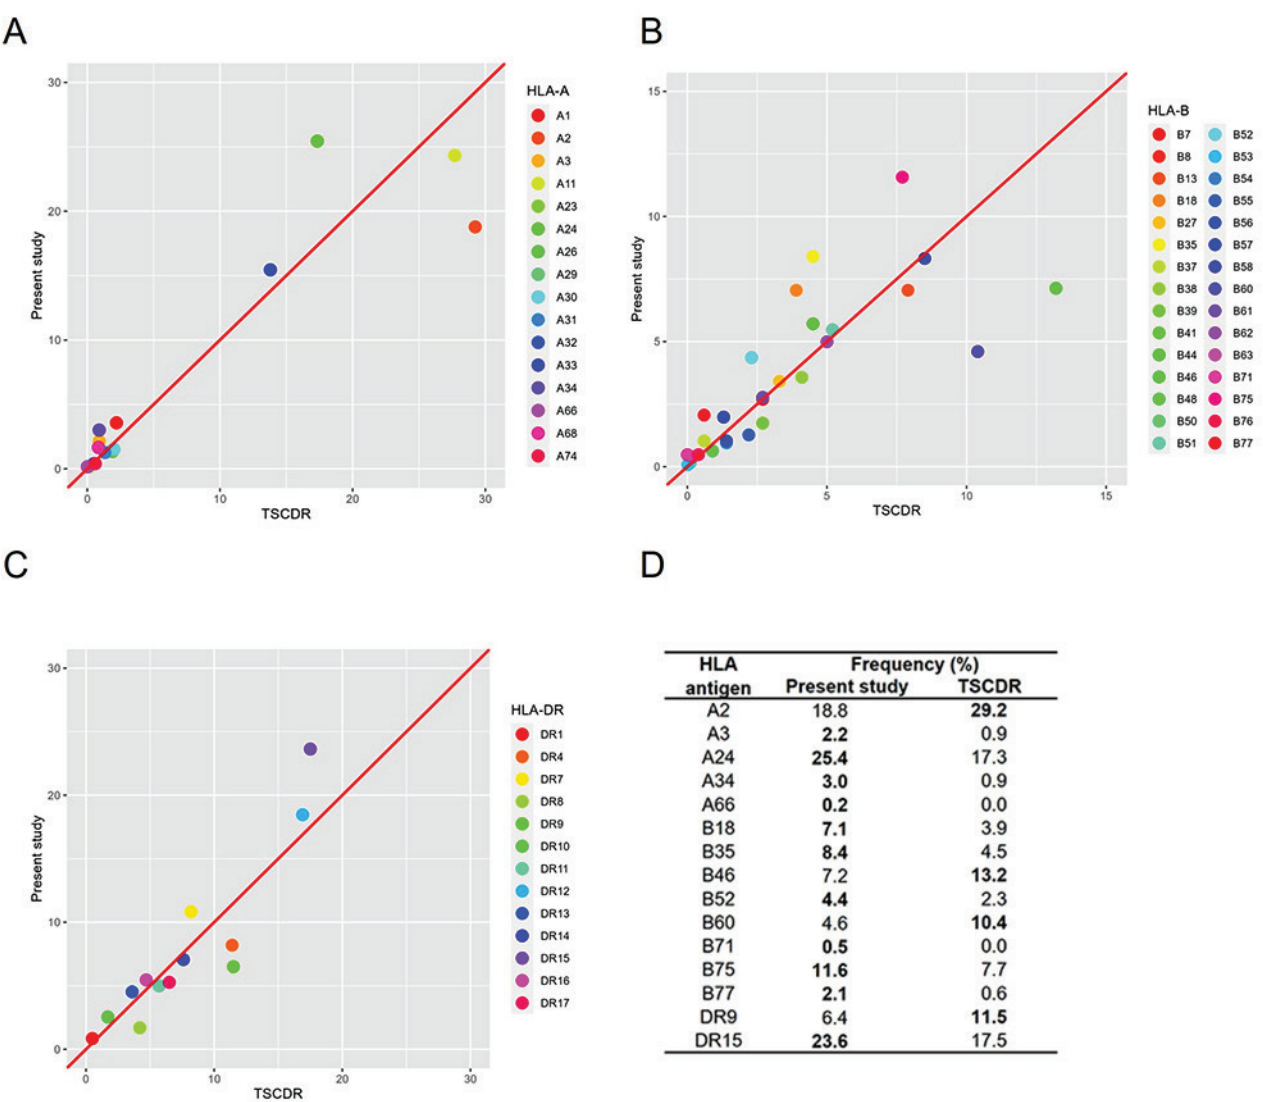 A
30
20
10
0
Present study
0
10
20
30
TSCDR
HLA-A
A1
A2
A3
A11
A23
A24
A26
A29
A30
A31
A32
A33
A34
A66
A68
A74
B
15
10
5
0
Present study
0
5
10
15
TSCDR
HLA-B
B7
B8
B13
B18
B27
B35
B37
B38
B39
B41
B44
B46
B48
B50
B51
B52
B53
B54
B55
B56
B57
B58
B60
B61
B62
B63
B71
B75
B76
B77
C
30
20
10
0
Present study
0
10
20
30
TSCDR
HLA-DR
DR1
DR4
DR7
DR8
DR9
DR10
DR11
DR12
DR13
DR14
DR15
DR16
DR17
D
HLA Frequency (%)
antigen Present study TSCDR
A2 18.8 29.2
A3 2.2 0.9
A24 25.4 17.3
A34 3.0 0.9
A66 0.2 0.0
B18 7.1 3.9
B35 8.4 4.5
B46 7.2 13.2
B52 4.4 2.3
B60 4.6 10.4
B71 0.5 0.0
B75 11.6 7.7
B77 2.1 0.6
DR9 6.4 11.5
DR15 23.6 17.5